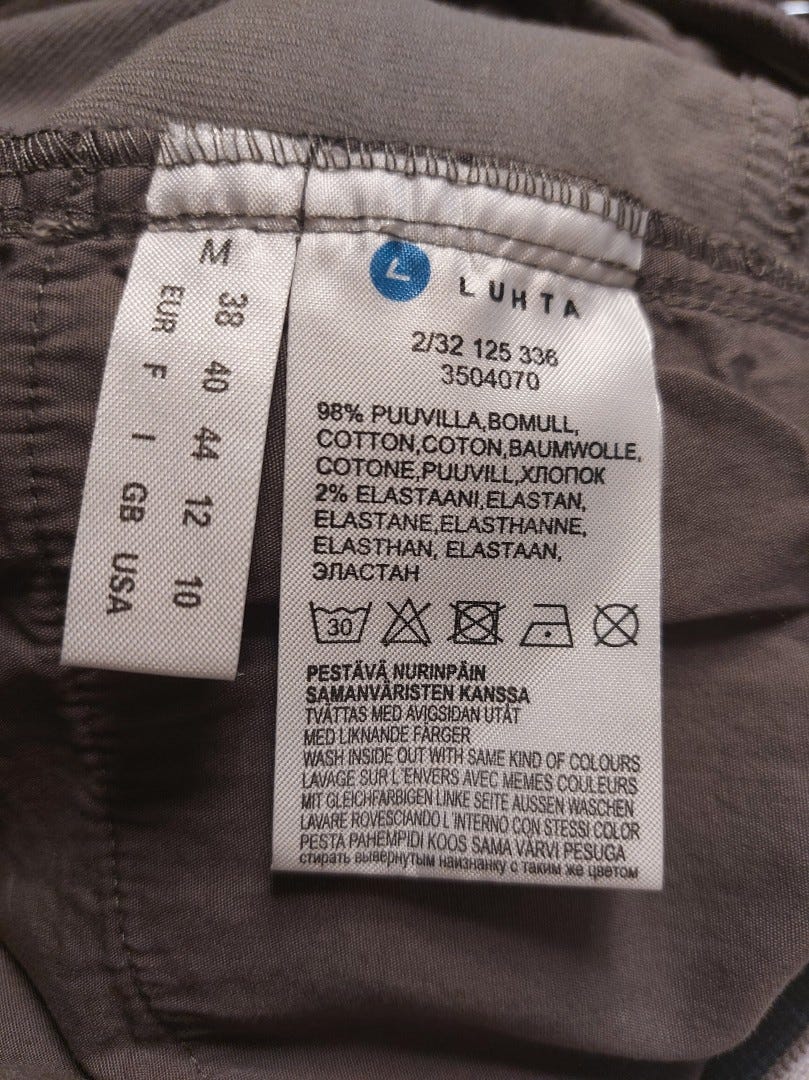 M
38 40 44 12 10
EUR F I GB USA
LUHTA
2/32 125 336
3504070
98% PUUVILLA,BOMULL,
COTTON,COTON,BAUMWOLLE,
COTONE,PUUVILL,ХЛОПОК
2% ELASTAANI,ELASTAN,
ELASTANE,ELASTHANNE,
ELASTHAN, ELASTAAN,
ЭЛАСТАН
30
PESTÄVÄ NURINPÄIN
SAMANVÄRISTEN KANSSA
TVÄTTAS MED AVIGSIDAN UTÅT
MED LIKNANDE FÄRGER
WASH INSIDE OUT WITH SAME KIND OF COLOURS
LAVAGE SUR L'ENVERS AVEC MEMES COULEURS
MIT GLEICHFARBIGEN LINKE SEITE AUSSEN WASCHEN
LAVARE ROVESCIANDO L'INTERNO CON STESSI COLOR
PESTA PAHEMPIDI KOOS SAMA VÄRVI PESUGA
стирать вывернутым наизнанку с таким же цветом